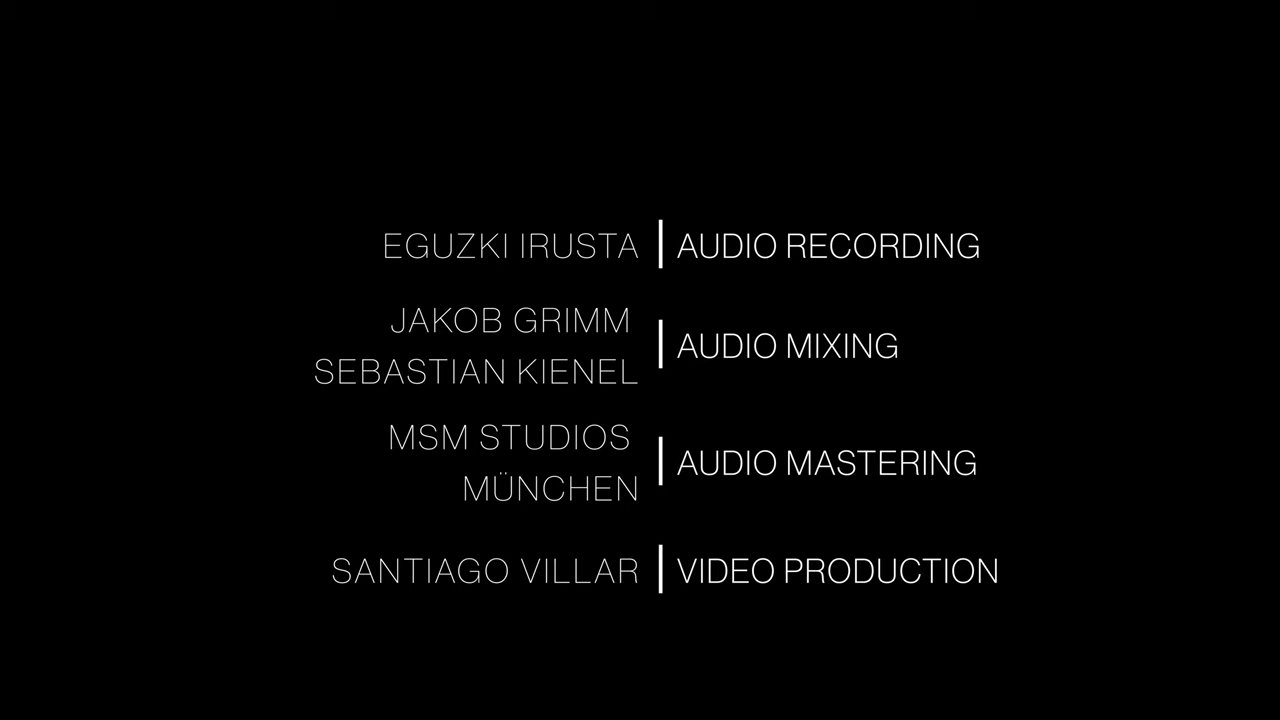 EGUZKI IRUSTA | AUDIO RECORDING
JAKOB GRIMM
SEBASTIAN KIENEL | AUDIO MIXING
MSM STUDIOS
MÜNCHEN | AUDIO MASTERING
SANTIAGO VILLAR | VIDEO PRODUCTION